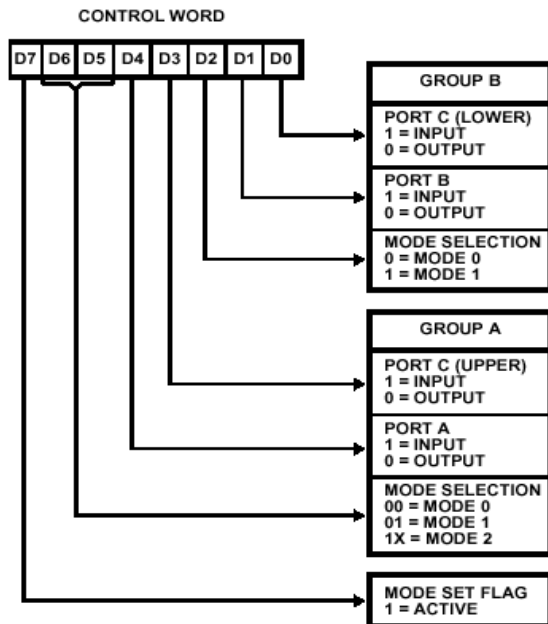 CONTROL WORD
D7 D6 D5 D4 D3 D2 D1 D0
GROUP B
PORT C (LOWER)
1 = INPUT
0 = OUTPUT
PORT B
1 = INPUT
0 = OUTPUT
MODE SELECTION
0 = MODE 0
1 = MODE 1
GROUP A
PORT C (UPPER)
1 = INPUT
0 = OUTPUT
PORT A
1 = INPUT
0 = OUTPUT
MODE SELECTION
00 = MODE 0
01 = MODE 1
1X = MODE 2
MODE SET FLAG
1 = ACTIVE